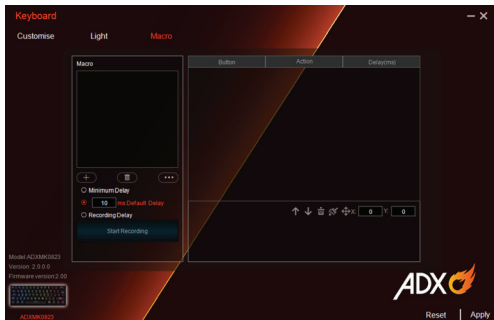 Keyboard
Customise Light Macro
Macro
Button Action Delay(ms)
Minimum Delay
10 ms Default Delay
Recording Delay
X: 0 Y: 0
Start Recording
Model:ADXMK0823
Version: 2.0.0.0
Firmware version:2.00
ADX
ADXMK0823
Reset Apply